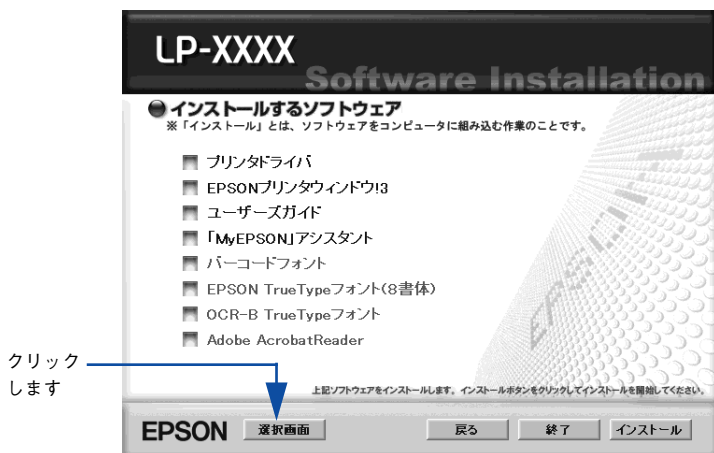 LP-XXXX
Software Installation
インストールするソフトウェア
※「インストール」とは、ソフトウェアをコンピュータに組み込む作業のことです。
プリンタドライバ
EPSONプリンタウィンドウ!3
ユーザーズガイド
「MyEPSON」アシスタント
バーコードフォント
EPSON TrueTypeフォント(8書体)
OCR-B TrueTypeフォント
Adobe AcrobatReader
EPSON
クリック
します
上記ソフトウェアをインストールします。インストールボタンをクリックしてインストールを開始してください。
EPSON 選択画面 戻る 終了 インストール